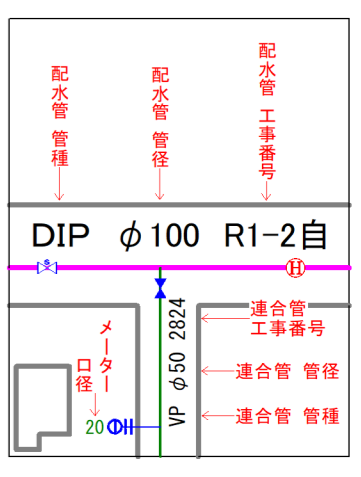 配水管 管種
配水管 管径
配水管 工事番号
DIP φ100 R1-2自
S
H
連合管
工事番号
連合管 管径
連合管 管種
VP φ50 2824
メーター
口径
20